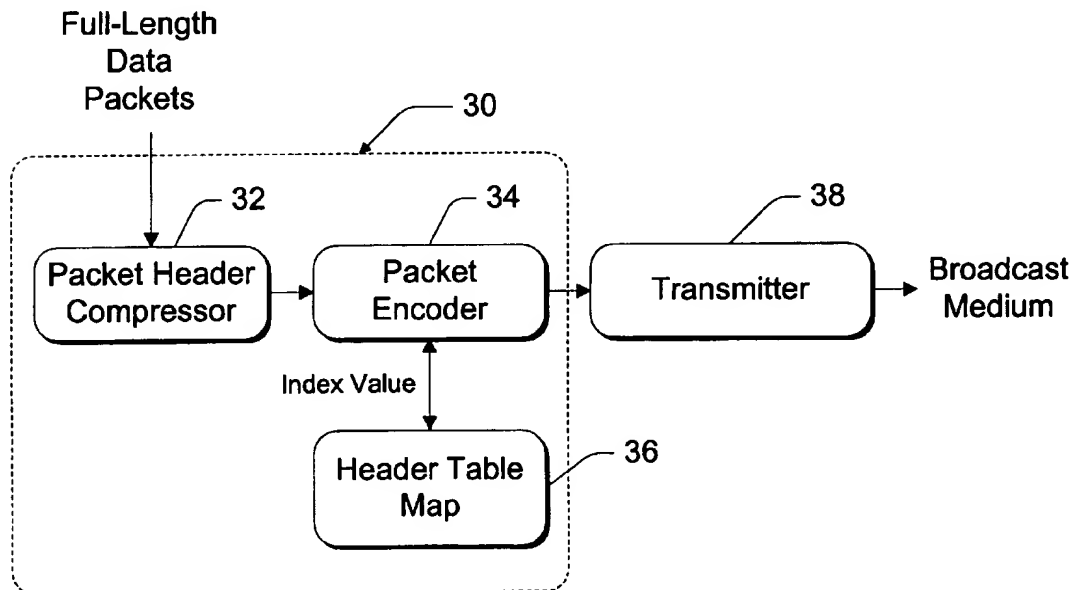 Full-Length
Data
Packets
30
32
34
38
Packet Header
Compressor
Packet
Encoder
Transmitter
Broadcast
Medium
Index Value
36
Header Table
Map